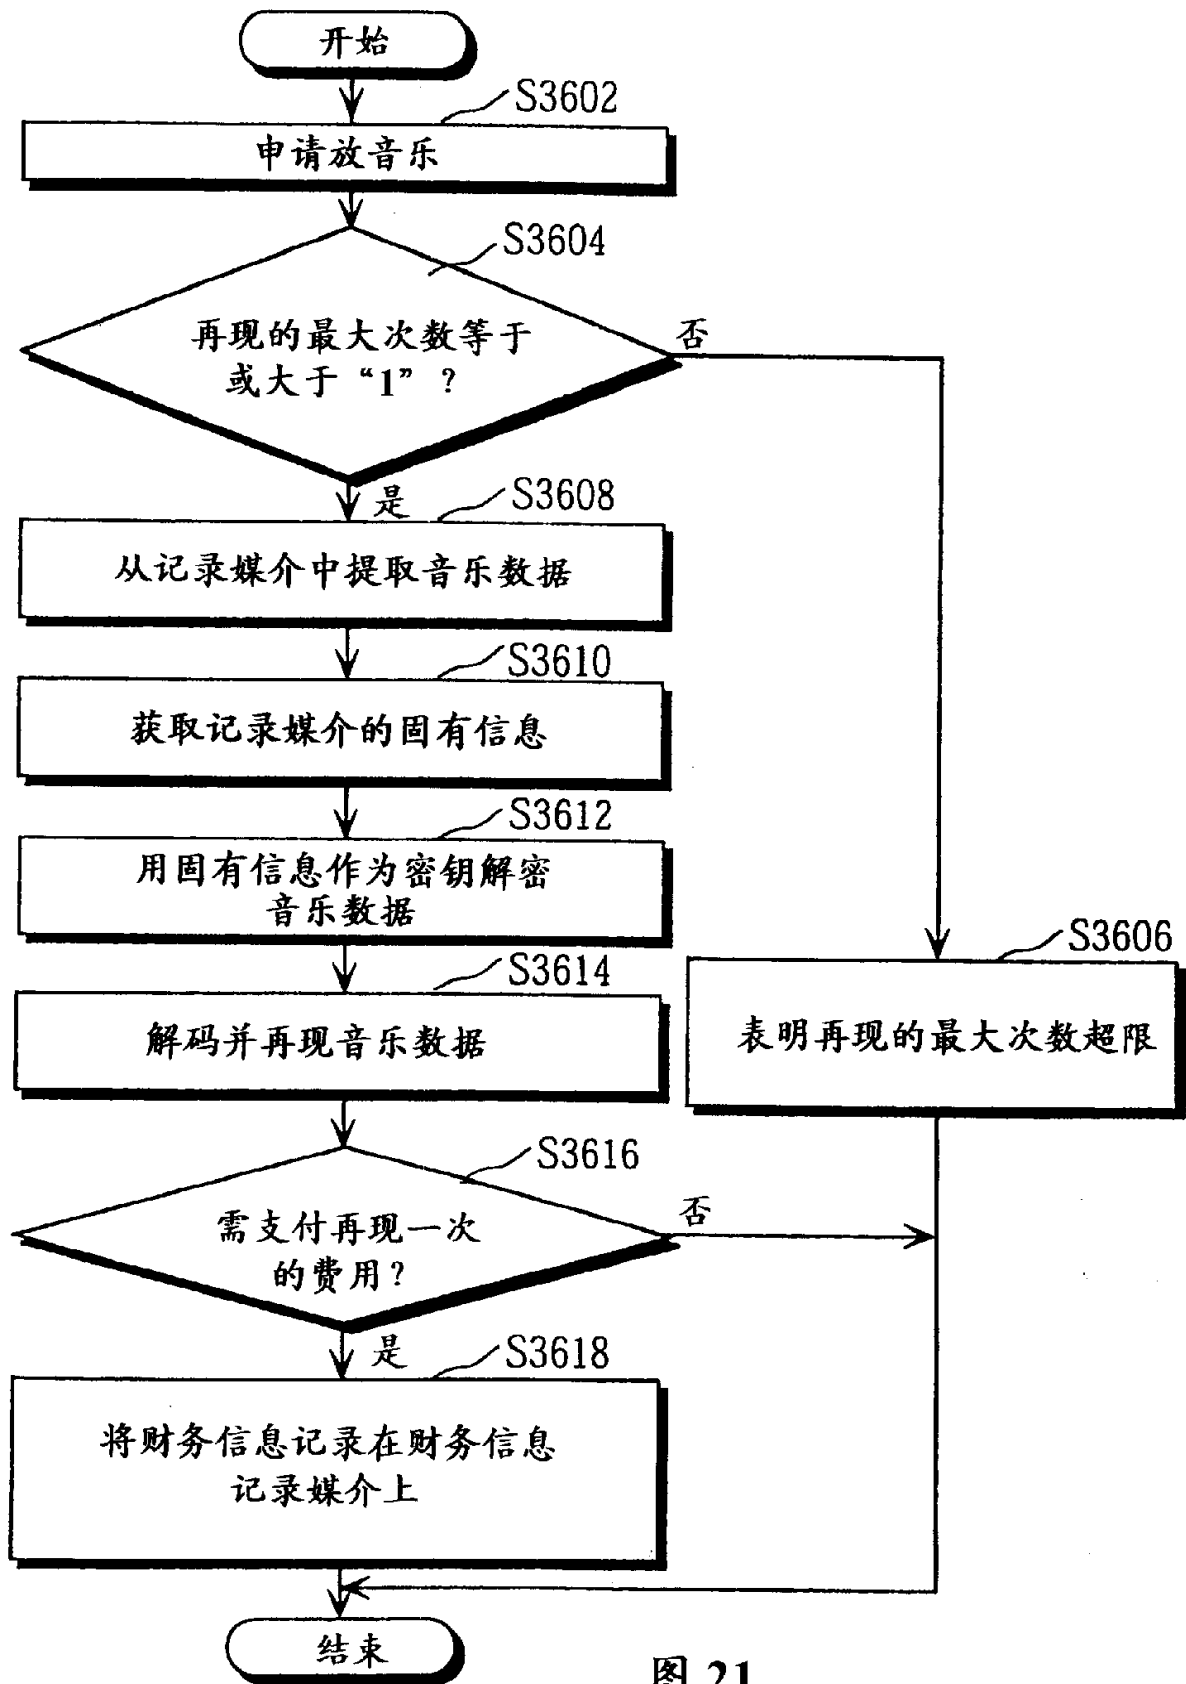 开始
S3602
申请放音乐
S3604
再现的最大次数等于
或大于“1”?
否
是
S3608
从记录媒介中提取音乐数据
S3610
获取记录媒介的固有信息
S3612
用固有信息作为密钥解密
音乐数据
S3614
解码并再现音乐数据
S3606
表明再现的最大次数超限
S3616
需支付再现一次
的费用?
否
是
S3618
将财务信息记录在财务信息
记录媒介上
结束
图 21